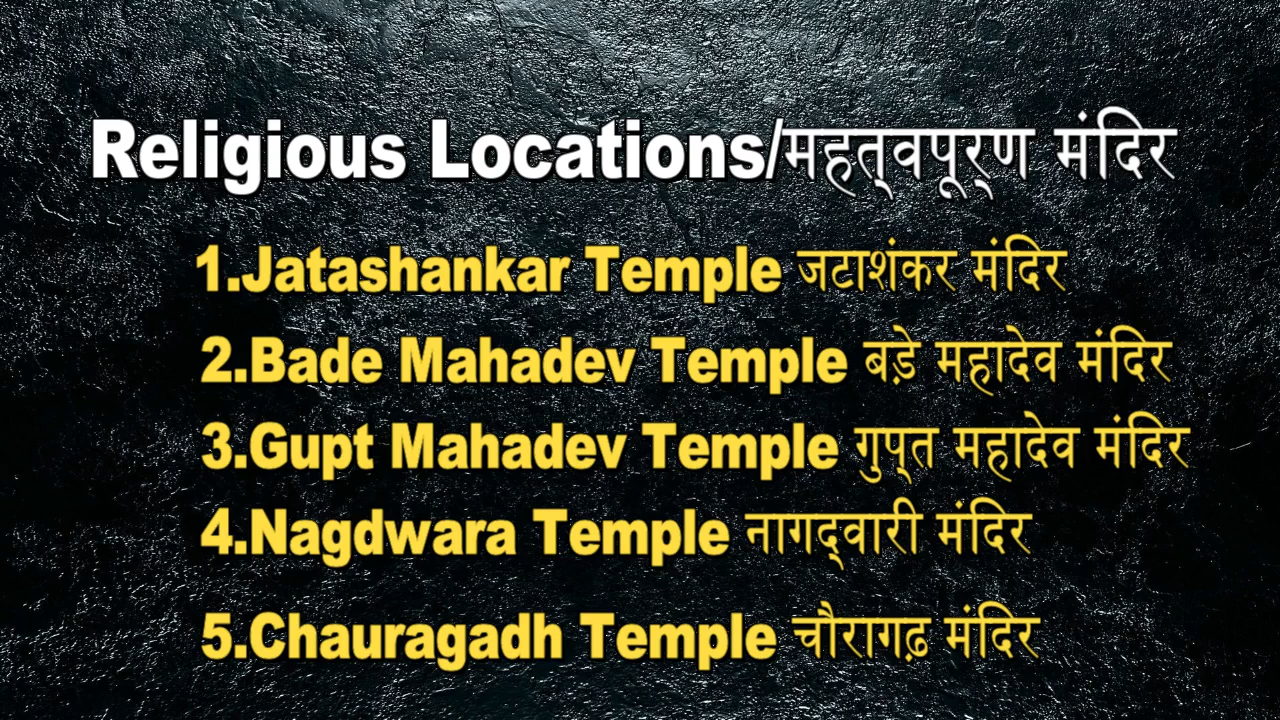 Religious Locations/महत्‌वपूर्‌ण मंदिर
1.Jatashankar Temple जटाशंकर मंदिर
2.Bade Mahadev Temple बड़े महादेव मंदिर
3.Gupt Mahadev Temple गुप्‌त महादेव मंदिर
4.Nagdwara Temple नागद्‌वारी मंदिर
5.Chauragadh Temple चौरागढ़ मंदिर